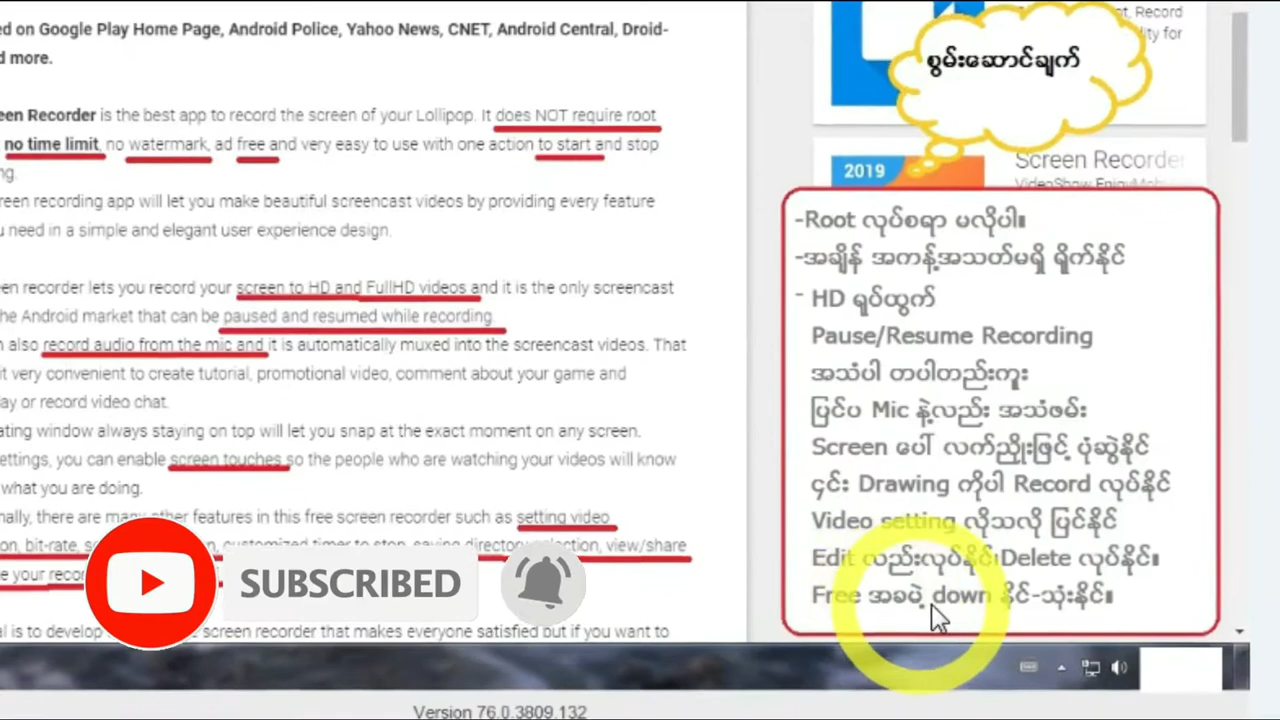 ed on Google Play Home Page, Android Police, Yahoo News, CNET, Android Central, Droid-
d more.
een Recorder is the best app to record the screen of your Lollipop. It does NOT require root
no time limit, no watermark, ad free and very easy to use with one action to start and stop
ng.
reen recording app will let you make beautiful screencast videos by providing every feature
u need in a simple and elegant user experience design.
en recorder lets you record your screen to HD and FullHD videos and it is the only screencast
he Android market that can be paused and resumed while recording.
n also record audio from the mic and it is automatically muxed into the screencast videos. That
it very convenient to create tutorial, promotional video, comment about your game and
ay or record video chat.
ating window always staying on top will let you snap at the exact moment on any screen.
ettings, you can enable screen touches so the people who are watching your videos will know
what you are doing.
nally, there are many other features in this free screen recorder such as setting video
on, bit-rate, customized timer to stop, saving directory selection, view/share
e your
al is to develop screen recorder that makes everyone satisfied but if you want to
SUBSCRIBED
nt, Record
ility for
စွမ်းဆောင်ချက်
2019
Screen Recorder
VideoShow EnjoyMobi
-Root လုပ်စရာ မလိုပါ။
-အချိန် အကန့်အသတ်မရှိ ရိုက်နိုင်
- HD ရုပ်ထွက်
Pause/Resume Recording
အသံပါ တပါတည်းကူး
ပြင်ပ Mic နဲ့လည်း အသံဖမ်း
Screen ပေါ် လက်ညှိုးဖြင့် ပုံဆွဲနိုင်
၄င်း Drawing ကိုပါ Record လုပ်နိုင်
Video setting လိုသလို ပြင်နိုင်
Edit လည်းလုပ်နိုင်၊Delete လုပ်နိုင်။
Free အခမဲ့ down နိုင်-သုံးနိုင်။
Version 76.0.3809.132